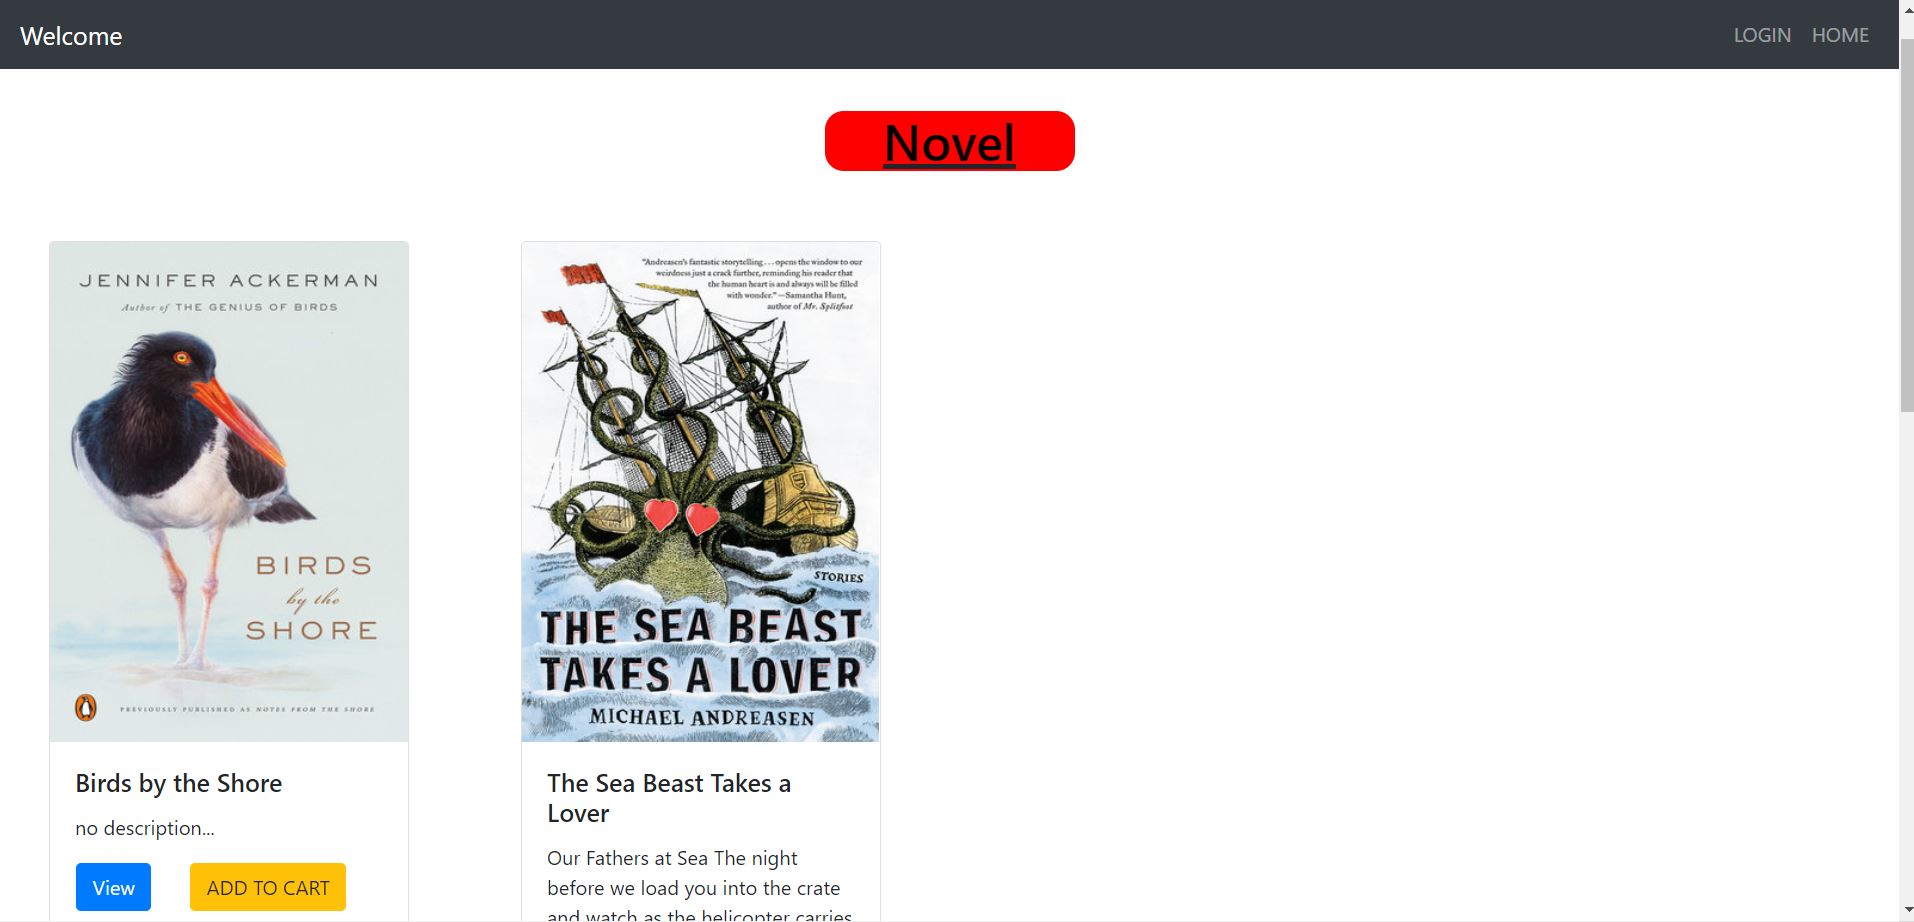 Welcome
LOGIN HOME
Novel
JENNIFER ACKERMAN
Author of THE GENIUS OF BIRDS
BIRDS
by the
SHORE
PREVIOUSLY PUBLISHED AS NOTES FROM THE SHORE
Birds by the Shore
no description...
View ADD TO CART
"Andreasen's fantastic storytelling . . . opens the window to our
weirdness just a crack further, reminding his reader that
the human heart is and always will be filled
with wonder."—Samantha Hunt,
author of Mr. Splitfoot
STORIES
THE SEA BEAST
TAKES A LOVER
MICHAEL ANDREASEN
The Sea Beast Takes a
Lover
Our Fathers at Sea The night
before we load you into the crate
and watch as the helicopter carries